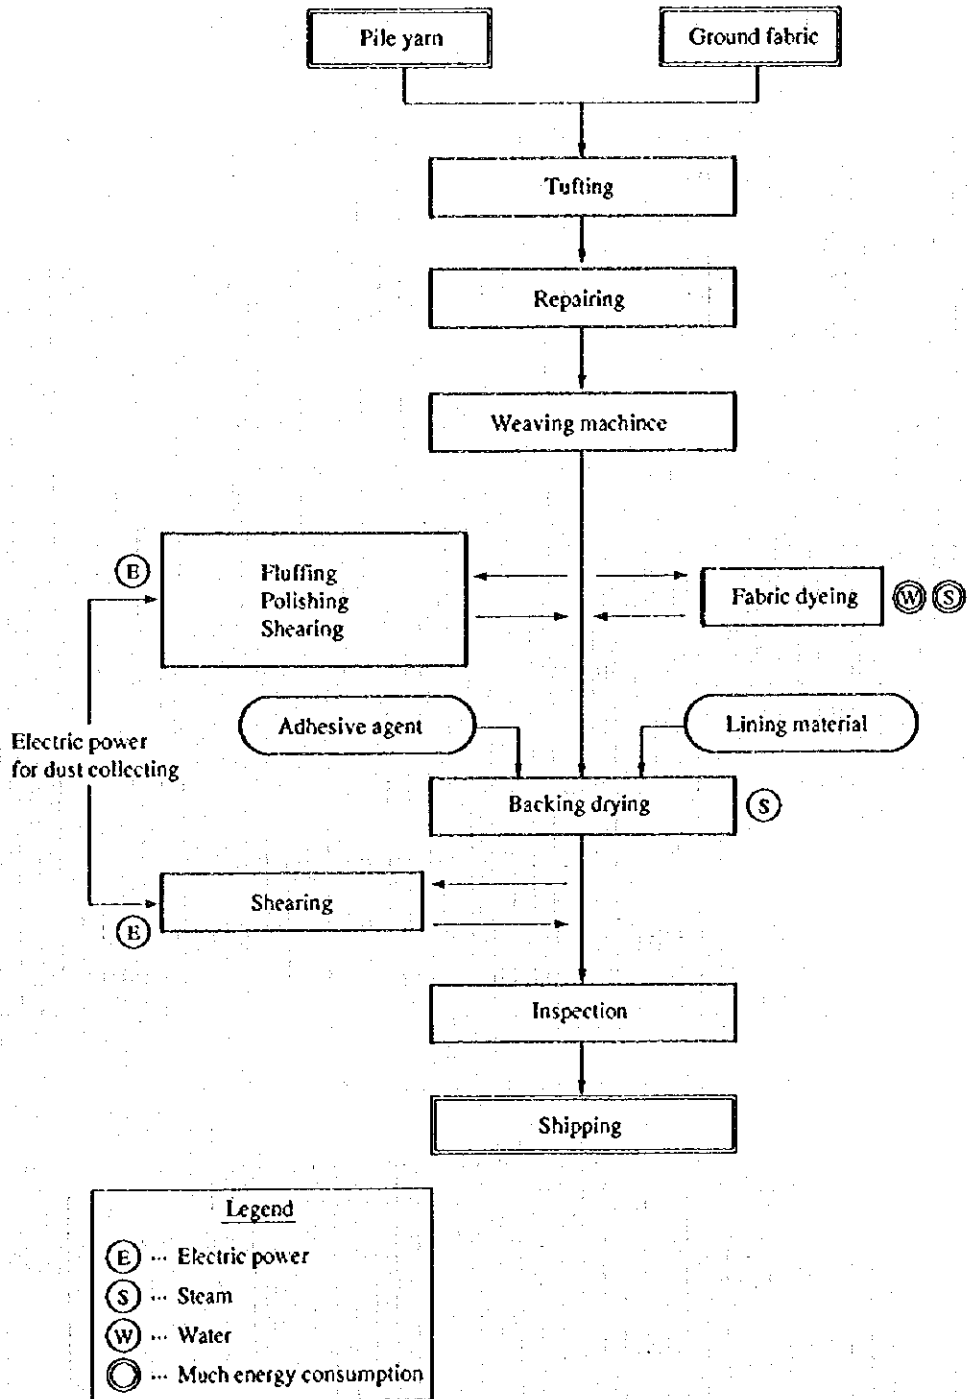 Pile yarn
Ground fabric
Tufting
Repairing
Weaving machince
E
Fluffing
Polishing
Shearing
Fabric dyeing
W
S
Adhesive agent
Lining material
Electric power
for dust collecting
Backing drying
S
Shearing
E
Inspection
Shipping
Legend
E ... Electric power
S ... Steam
W ... Water
... Much energy consumption